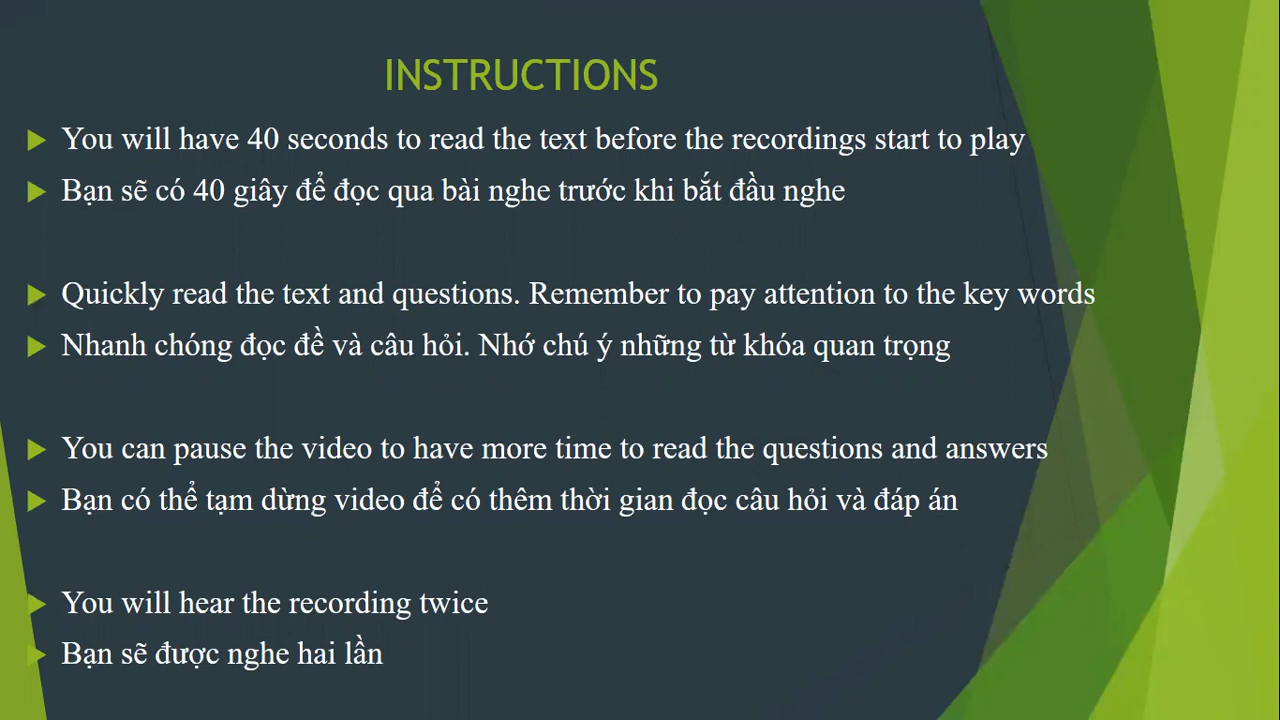 INSTRUCTIONS
You will have 40 seconds to read the text before the recordings start to play
Bạn sẽ có 40 giây để đọc qua bài nghe trước khi bắt đầu nghe
Quickly read the text and questions. Remember to pay attention to the key words
Nhanh chóng đọc đề và câu hỏi. Nhớ chú ý những từ khóa quan trọng
You can pause the video to have more time to read the questions and answers
Bạn có thể tạm dừng video để có thêm thời gian đọc câu hỏi và đáp án
You will hear the recording twice
Bạn sẽ được nghe hai lần